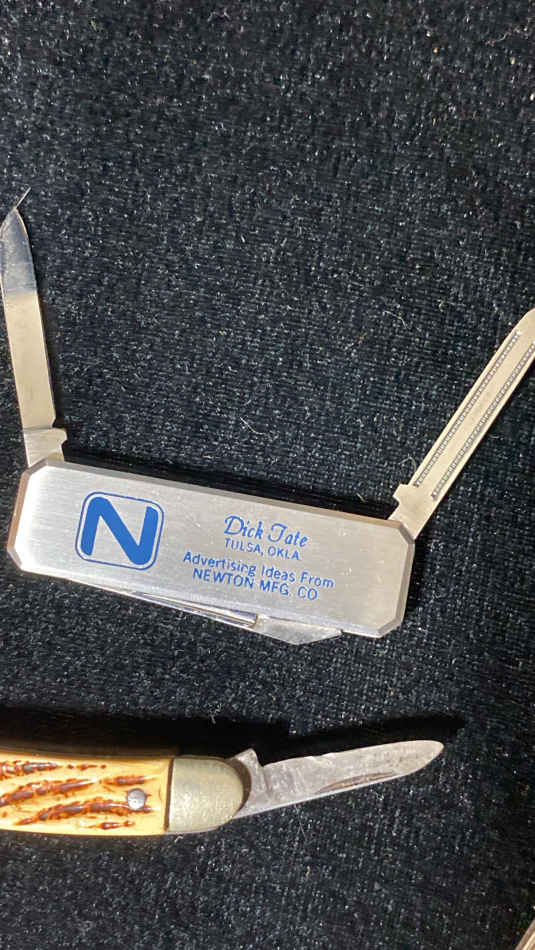 N
Dick Tate
TULSA, OKLA.
Advertising Ideas From
NEWTON MFG. CO.